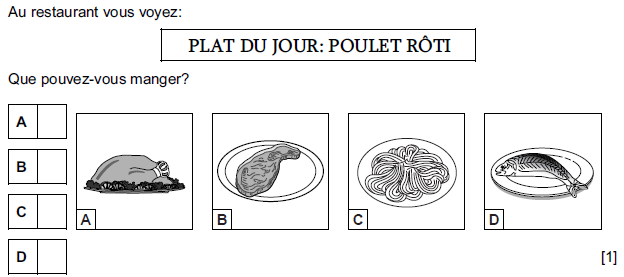 Au restaurant vous voyez:
PLAT DU JOUR: POULET RÔTI
Que pouvez-vous manger?
A
B
C
D
A
B
C
D
[1]